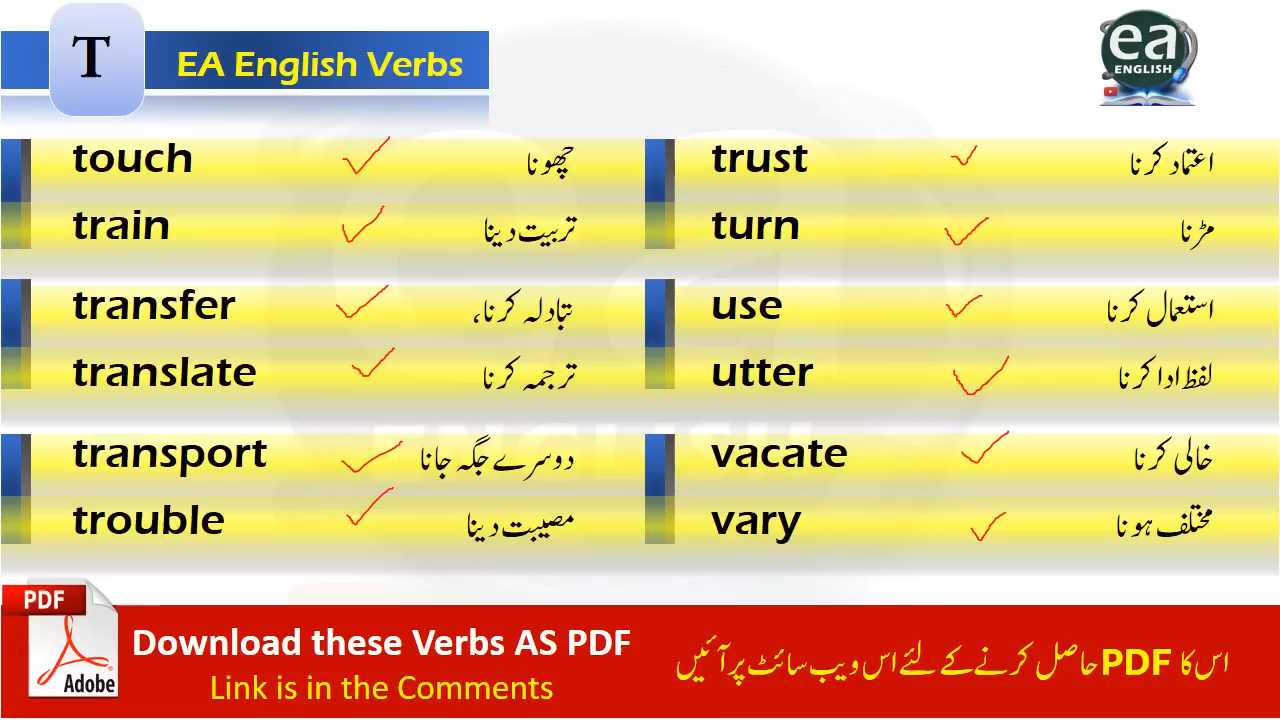 T
EA English Verbs
ea
ENGLISH
touch چھونا
train تربیت دینا
transfer تبادلہ کرنا،
translate ترجمہ کرنا
transport دوسرے جگہ جانا
trouble مصیبت دینا
trust اعتماد کرنا
turn مڑنا
use استعمال کرنا
utter لفظ ادا کرنا
vacate خالی کرنا
vary مختلف ہونا
PDF
Adobe
Download these Verbs AS PDF
Link is in the Comments
اس کا PDF حاصل کرنے کے لئے اس ویب سائٹ پر آئیں